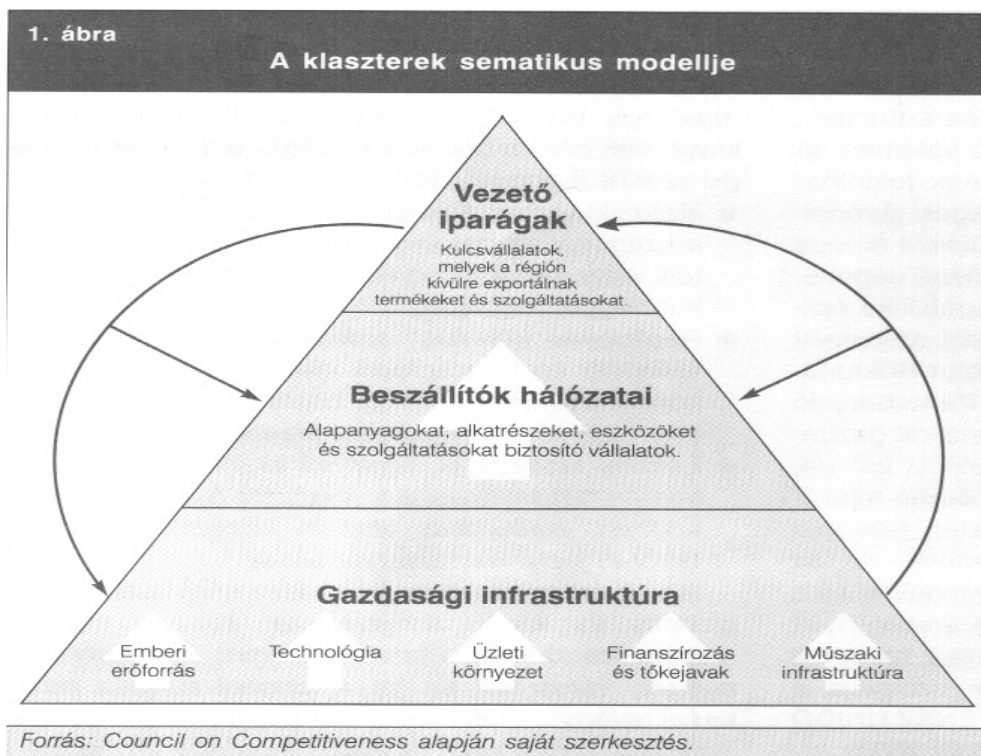 1. ábra
A klaszterek sematikus modellje
Vezető
iparágak
Kulcsvállalatok,
melyek a régión
kívülre exportálnak
termékeket és szolgáltatásokat.
Beszállítók hálózatai
Alapanyagokat, alkatrészeket, eszközöket
és szolgáltatásokat biztosító vállalatok.
Gazdasági infrastruktúra
Emberi
erőforrás
Technológia
Üzleti
környezet
Finanszírozás
és tőkejavak
Műszaki
infrastruktúra
Forrás: Council on Competitiveness alapján saját szerkesztés.